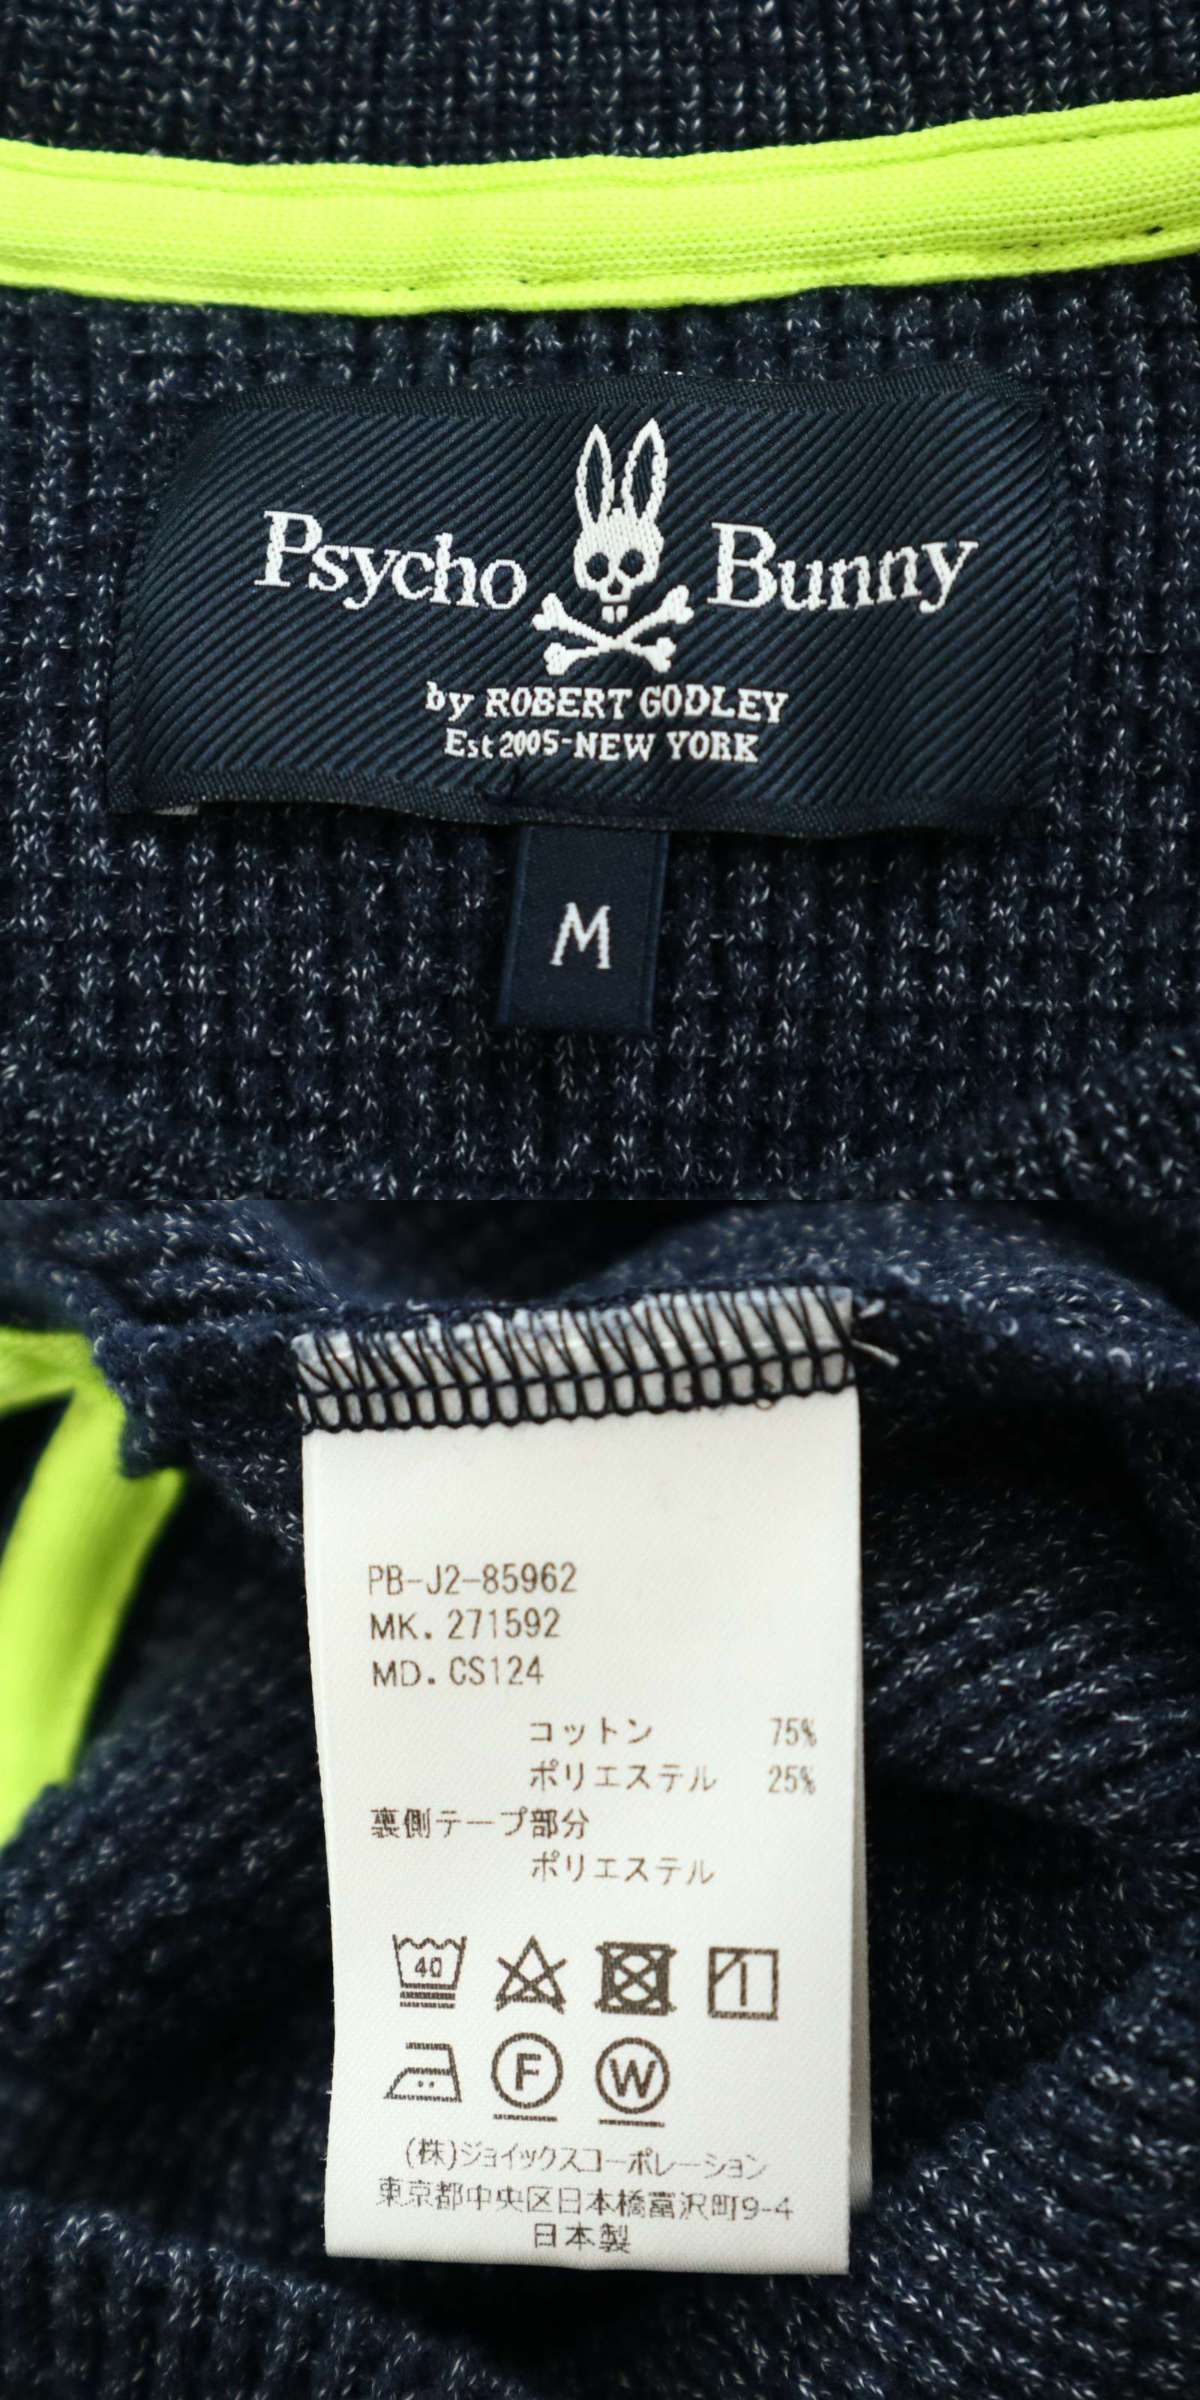 Psycho Bunny
by ROBERT GODLEY
Est 2005-NEW YORK
M
PB-J2-85962
MK. 271592
MD. CS124
コットン 75%
ポリエステル 25%
裏側テープ部分
ポリエステル
40
F W
(株)ジョイックスコーポレーション
東京都中央区日本橋富沢町9-4
日本製